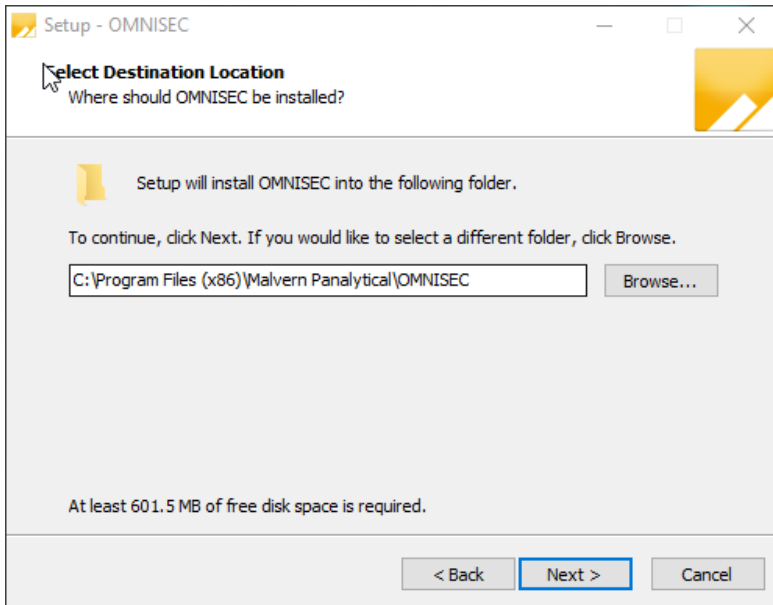 Setup - OMNISEC
Select Destination Location
Where should OMNISEC be installed?
Setup will install OMNISEC into the following folder.
To continue, click Next. If you would like to select a different folder, click Browse.
C:\Program Files (x86)\Malvern Panalytical\OMNISEC
Browse...
At least 601.5 MB of free disk space is required.
< Back
Next >
Cancel